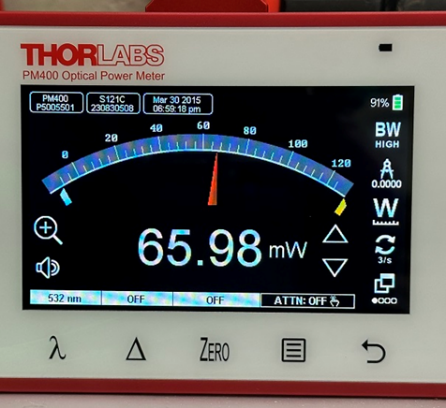 THORLABS
PM400 Optical Power Meter
PM400
P5005501
S121C
230830508
Mar 30 2015
06:59:18 pm
91%
0 20 40 60 80 100 120
BW
HIGH
A
0.0000
W
3/s
65.98 mW
532 nm OFF OFF ATTN: OFF
λ Δ ZERO